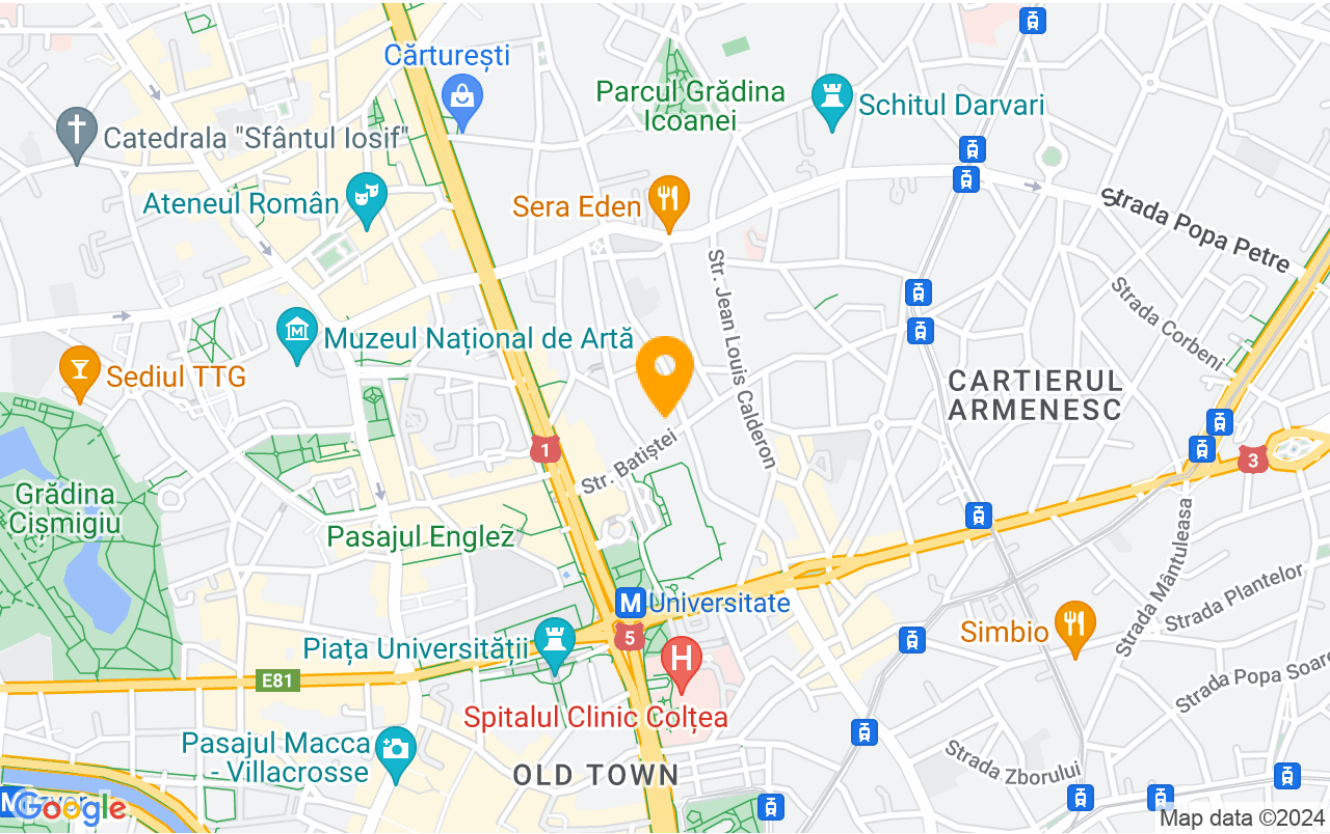 Cărturești
Parcul Grădina
Icoanei
Schitul Darvari
Catedrala "Sfântul Iosif"
Ateneul Român
Sera Eden
Strada Popa Petre
Str. Jean Louis Calderon
Strada Corbeni
Muzeul Național de Artă
Sediul TTG
CARTIERUL
ARMENESC
1
Str. Batiștei
3
Grădina
Cișmigiu
Pasajul Englez
M Universitate
Strada Mântuleasa
Strada Plantelor
5
Simbio
Piața Universității
H
E81
Strada Popa Soare
Spitalul Clinic Colțea
Pasajul Macca
- Villacrosse
OLD TOWN
Strada Zborului
M
Google
Map data ©2024